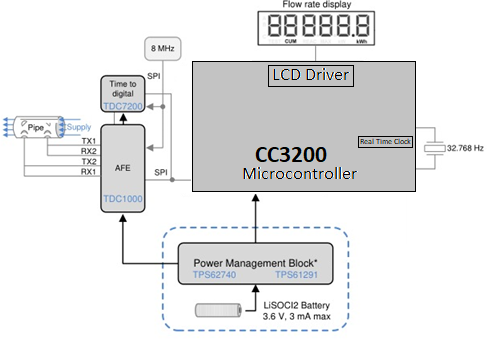 Flow rate display
88888.8
CUM
kWh
8 MHz
SPI
LCD Driver
Time to
digital
TDC7200
Pipe
Supply
TX1
RX2
TX2
RX1
AFE
TDC1000
SPI
Real Time Clock
32.768 Hz
CC3200
Microcontroller
Power Management Block*
TPS62740 TPS61291
LiSOCI2 Battery
3.6 V, 3 mA max